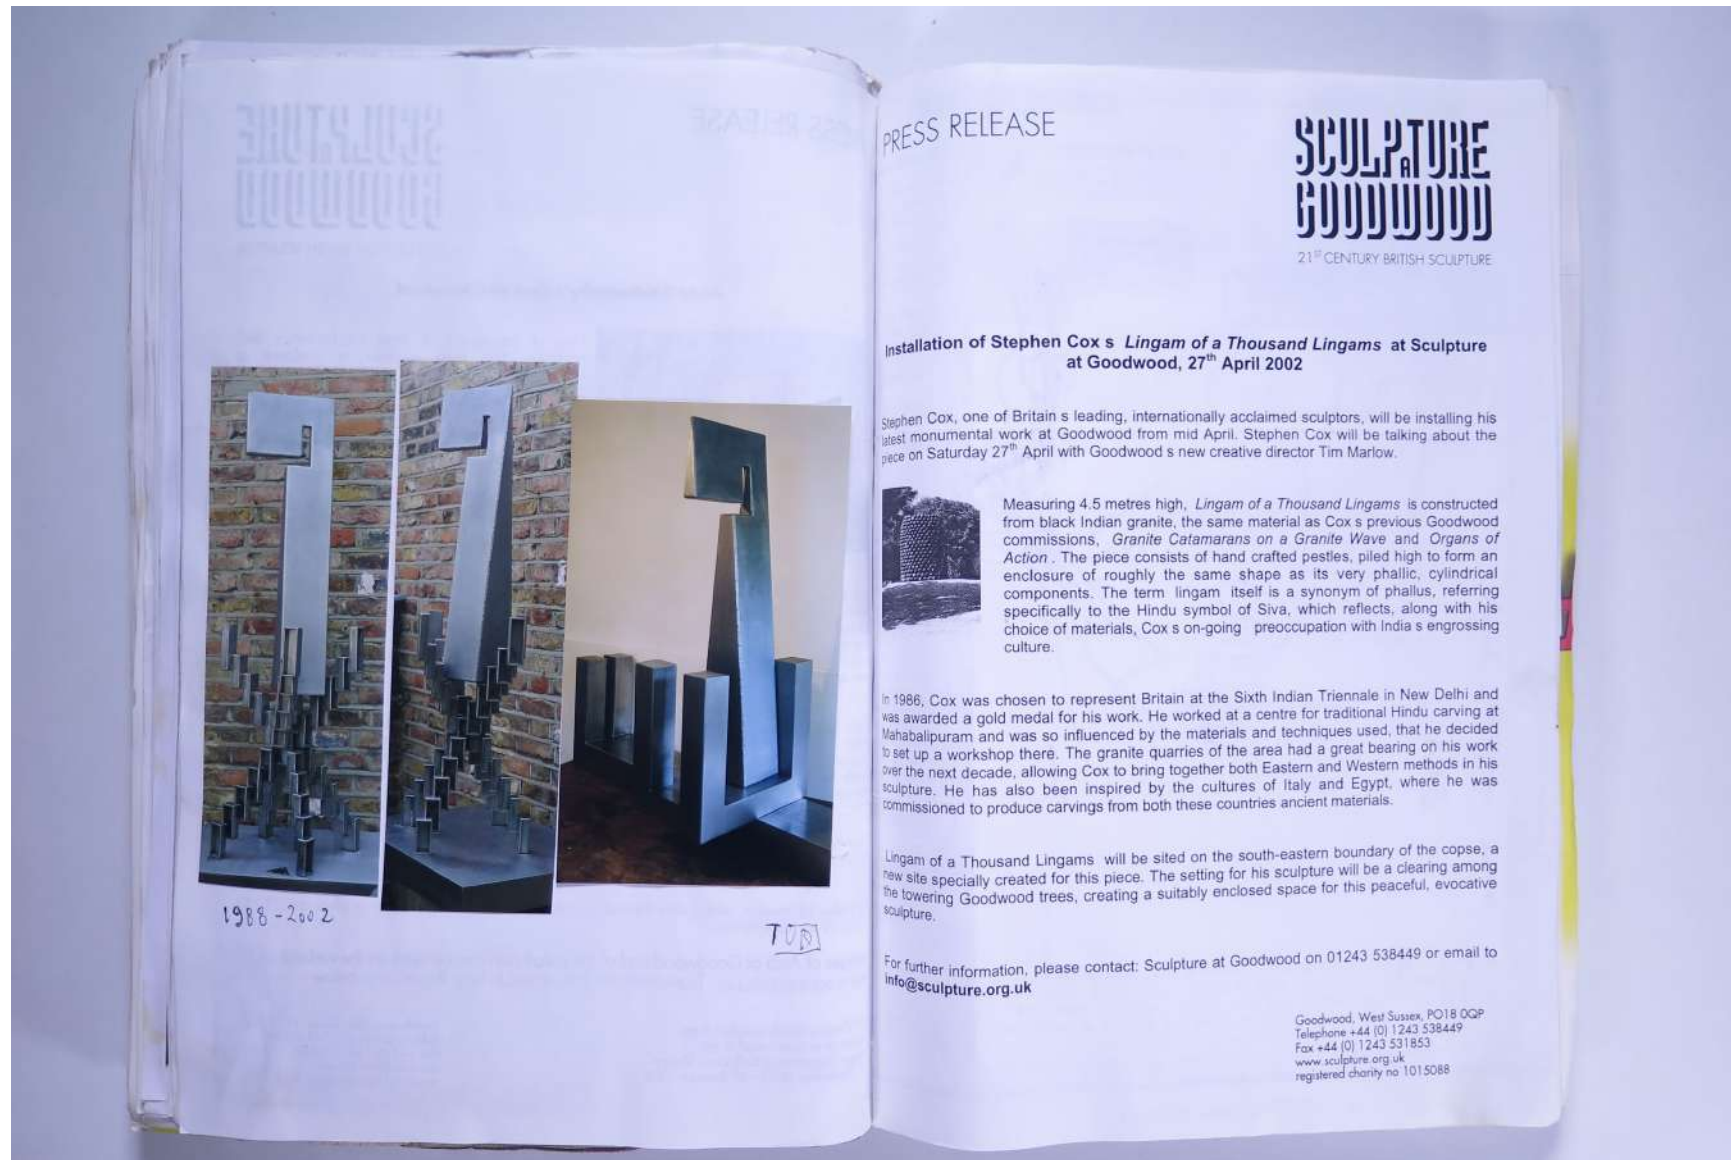 1988-2002
PRESS RELEASE
SCULPTURE
AT
GOODWOOD
21ST CENTURY BRITISH SCULPTURE
Installation of Stephen Cox s Lingam of a Thousand Lingams at Sculpture
at Goodwood, 27th April 2002
Stephen Cox, one of Britain s leading, internationally acclaimed sculptors, will be installing his
latest monumental work at Goodwood from mid April. Stephen Cox will be talking about the
piece on Saturday 27th April with Goodwood s new creative director Tim Marlow.
Measuring 4.5 metres high, Lingam of a Thousand Lingams is constructed
from black Indian granite, the same material as Cox s previous Goodwood
commissions, Granite Catamarans on a Granite Wave and Organs of
Action . The piece consists of hand crafted pestles, piled high to form an
enclosure of roughly the same shape as its very phallic, cylindrical
components. The term lingam itself is a synonym of phallus, referring
specifically to the Hindu symbol of Siva, which reflects, along with his
choice of materials, Cox s on-going preoccupation with India s engrossing
culture.
In 1986, Cox was chosen to represent Britain at the Sixth Indian Triennale in New Delhi and
was awarded a gold medal for his work. He worked at a centre for traditional Hindu carving at
Mahabalipuram and was so influenced by the materials and techniques used, that he decided
to set up a workshop there. The granite quarries of the area had a great bearing on his work
over the next decade, allowing Cox to bring together both Eastern and Western methods in his
sculpture. He has also been inspired by the cultures of Italy and Egypt, where he was
commissioned to produce carvings from both these countries ancient materials.
Lingam of a Thousand Lingams will be sited on the south-eastern boundary of the copse, a
new site specially created for this piece. The setting for his sculpture will be a clearing among
the towering Goodwood trees, creating a suitably enclosed space for this peaceful, evocative
sculpture.
For further information, please contact: Sculpture at Goodwood on 01243 538449 or email to
info@sculpture.org.uk
Goodwood, West Sussex, PO18 0QP
Telephone +44 (0) 1243 538449
Fax +44 (0) 1243 531853
www.sculpture.org.uk
registered charity no 1015088